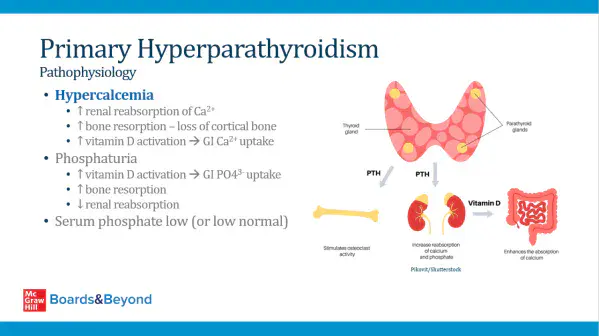 Primary Hyperparathyroidism
Pathophysiology
• Hypercalcemia
• ↑ renal reabsorption of Ca²⁺
• ↑ bone resorption – loss of cortical bone
• ↑ vitamin D activation → GI Ca²⁺ uptake
• Phosphaturia
• ↑ vitamin D activation → GI PO4³⁻ uptake
• ↑ bone resorption
• ↓ renal reabsorption
• Serum phosphate low (or low normal)
Thyroid
gland
Parathyroid
glands
PTH
PTH
Vitamin D
Stimulates osteoclast
activity
Increase reabsorption
of calcium
and phosphate
Enhances the absorption
of calcium
Pikovit/Shutterstock
Mc
Graw
Hill
Boards&Beyond